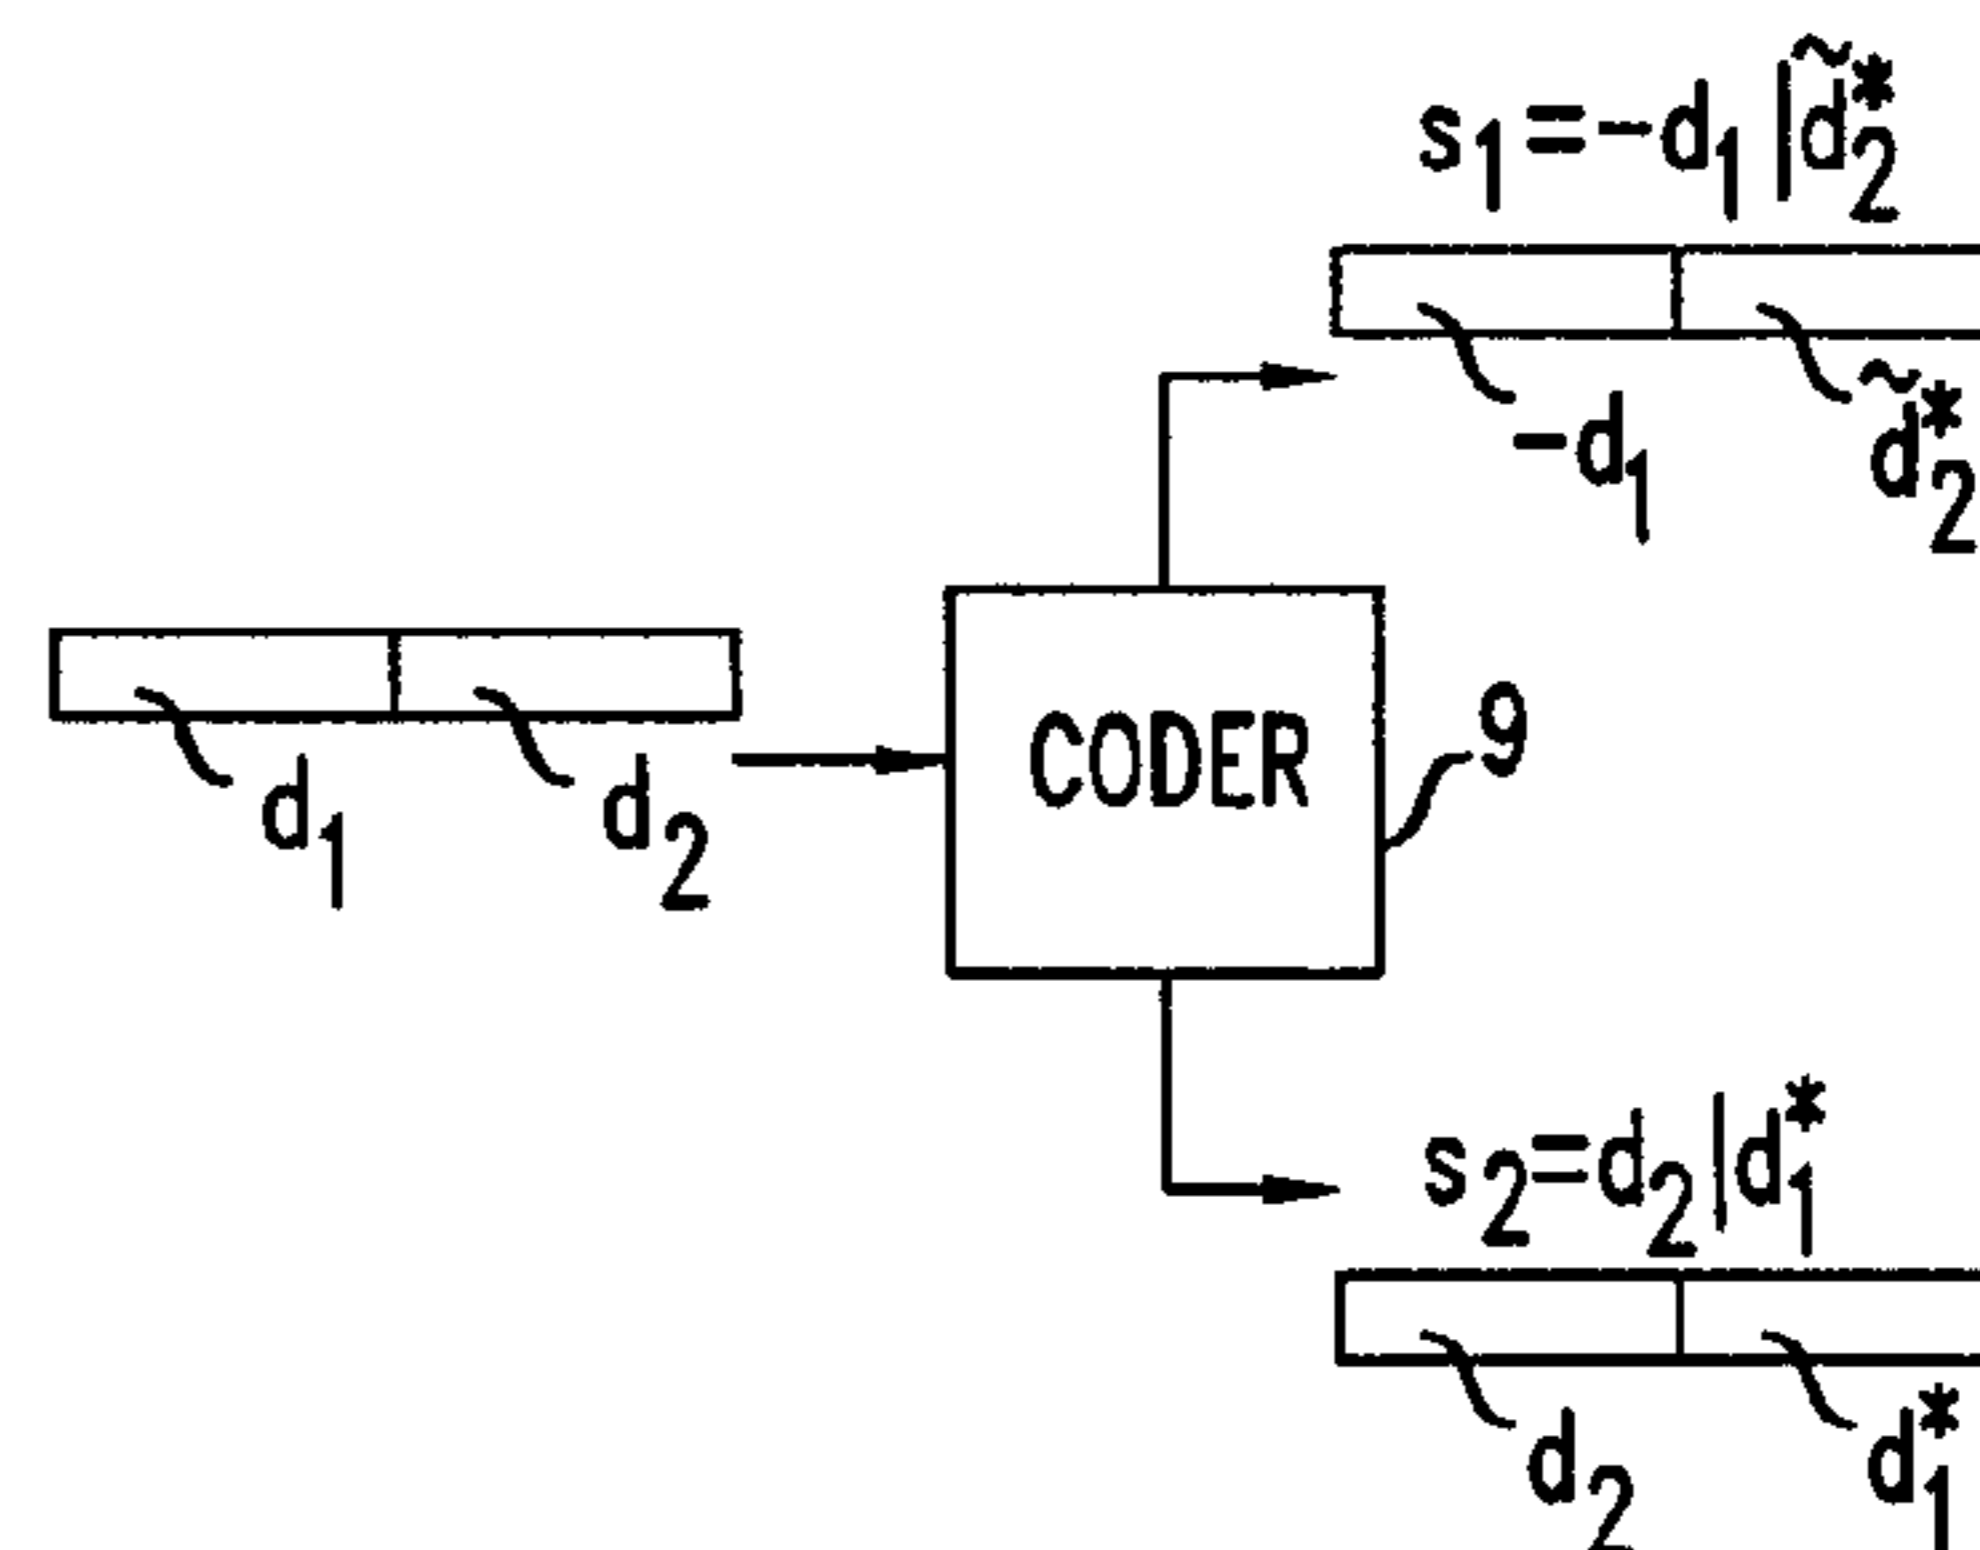 s₁=-d₁|d̃₂*
-d₁
d̃₂*
d₁
d₂
CODER
9
s₂=d₂|d₁*
d₂
d₁*